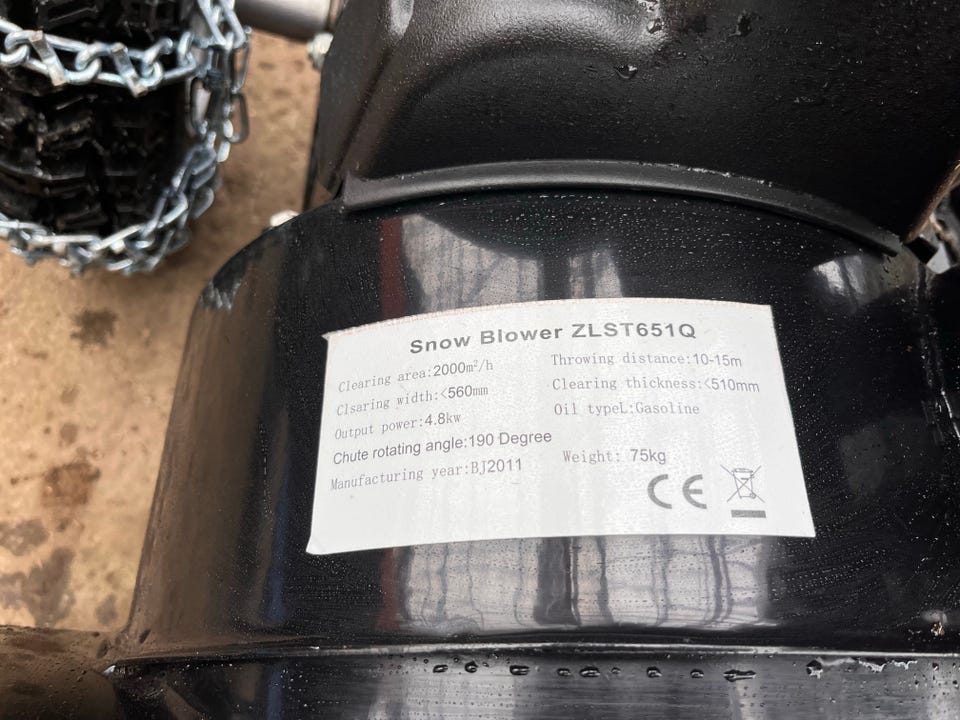 Snow Blower ZLST651Q
Clearing area:2000m²/h
Clsaring width:<560mm
Output power:4.8kw
Chute rotating angle:190 Degree
Manufacturing year:BJ2011
Throwing distance:10-15m
Clearing thickness:<510mm
Oil typeL:Gasoline
Weight: 75kg
CE